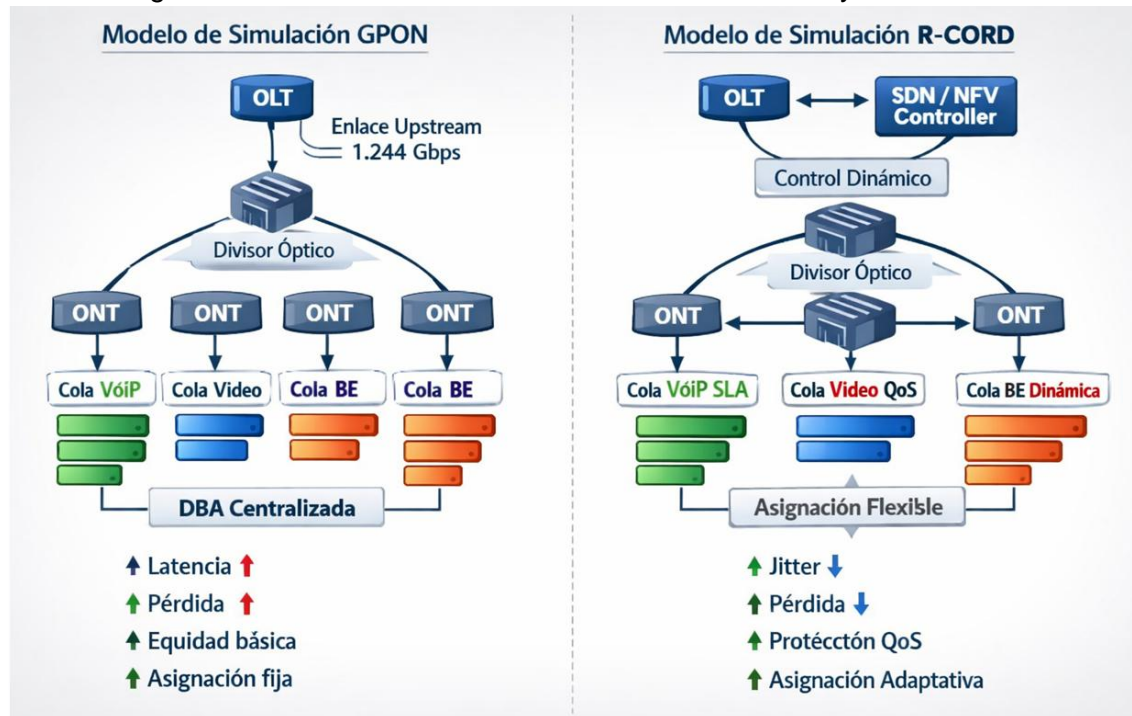 Modelo de Simulación GPON
OLT
Enlace Upstream
1.244 Gbps
Divisor Óptico
ONT
ONT
ONT
ONT
Cola VóiP
Cola Video
Cola BE
Cola BE
DBA Centralizada
Latencia
Pérdida
Equidad básica
Asignación fija
Modelo de Simulación R-CORD
OLT
SDN / NFV
Controller
Control Dinámico
Divisor Óptico
ONT
ONT
Cola VóiP SLA
Cola Video QoS
Cola BE Dinámica
Asignación Flexible
Jitter
Pérdida
Protécctón QoS
Asignación Adaptativa